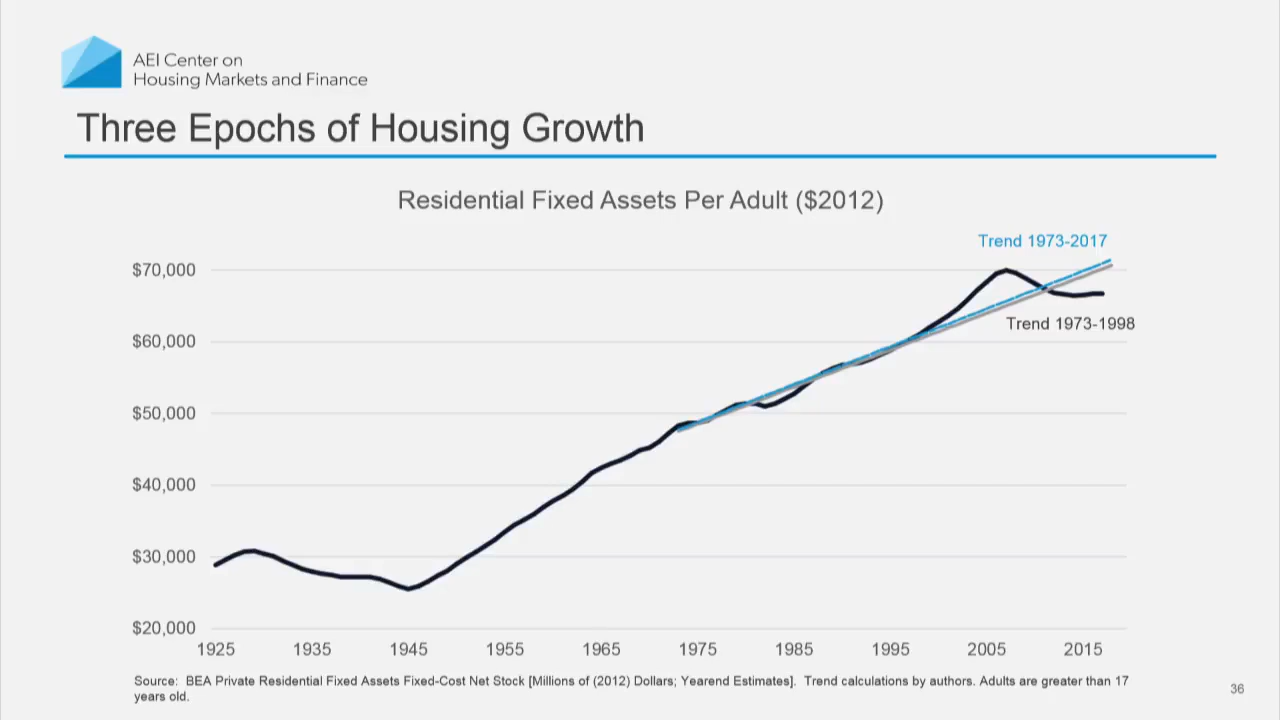 AEI Center on
Housing Markets and Finance
Three Epochs of Housing Growth
Residential Fixed Assets Per Adult ($2012)
Trend 1973-2017
$70,000
Trend 1973-1998
$60,000
$50,000
$40,000
$30,000
$20,000
1925 1935 1945 1955 1965 1975 1985 1995 2005 2015
Source: BEA Private Residential Fixed Assets Fixed-Cost Net Stock [Millions of (2012) Dollars; Yearend Estimates]. Trend calculations by authors. Adults are greater than 17
years old.
36